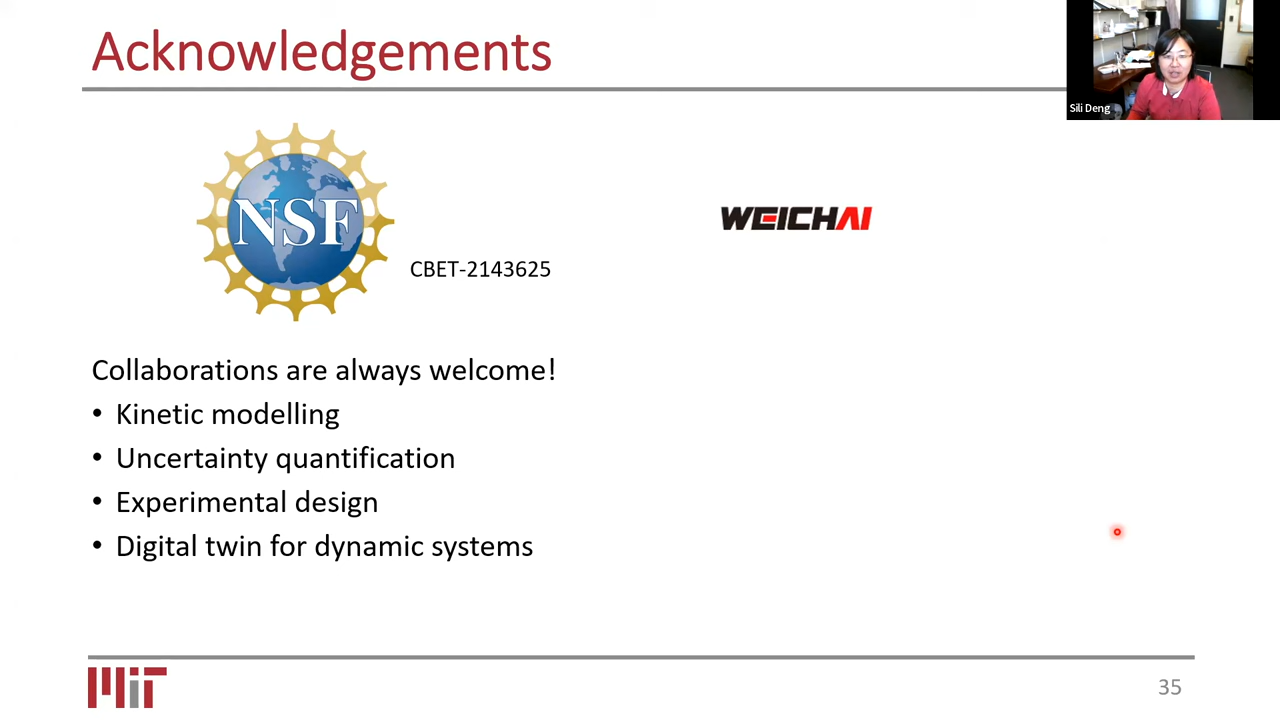 Acknowledgements
Sili Deng
NSF
WEICHAI
CBET-2143625
Collaborations are always welcome!
• Kinetic modelling
• Uncertainty quantification
• Experimental design
• Digital twin for dynamic systems
MIT
35